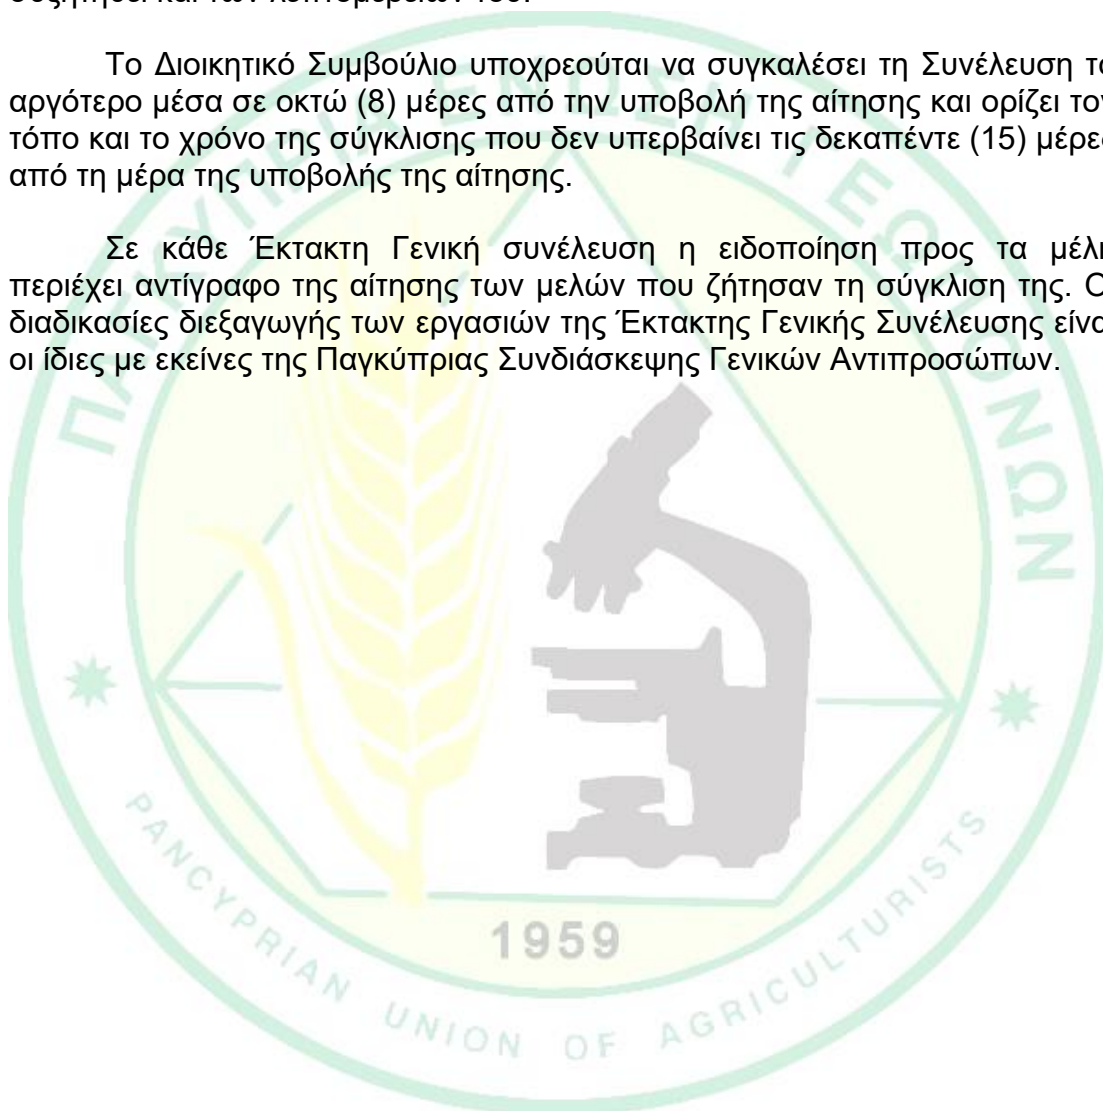 Το Διοικητικό Συμβούλιο υποχρεούται να συγκαλέσει τη Συνέλευση το
αργότερο μέσα σε οκτώ (8) μέρες από την υποβολή της αίτησης και ορίζει τον
τόπο και το χρόνο της σύγκλισης που δεν υπερβαίνει τις δεκαπέντε (15) μέρες
από τη μέρα της υποβολής της αίτησης.
Σε κάθε Έκτακτη Γενική συνέλευση η ειδοποίηση προς τα μέλη
περιέχει αντίγραφο της αίτησης των μελών που ζήτησαν τη σύγκλιση της. Ο
διαδικασίες διεξαγωγής των εργασιών της Έκτακτης Γενικής Συνέλευσης είνα
οι ίδιες με εκείνες της Παγκύπριας Συνδιάσκεψης Γενικών Αντιπροσώπων.
1959
PANCYPRIAN UNION OF AGRICULTURISTS